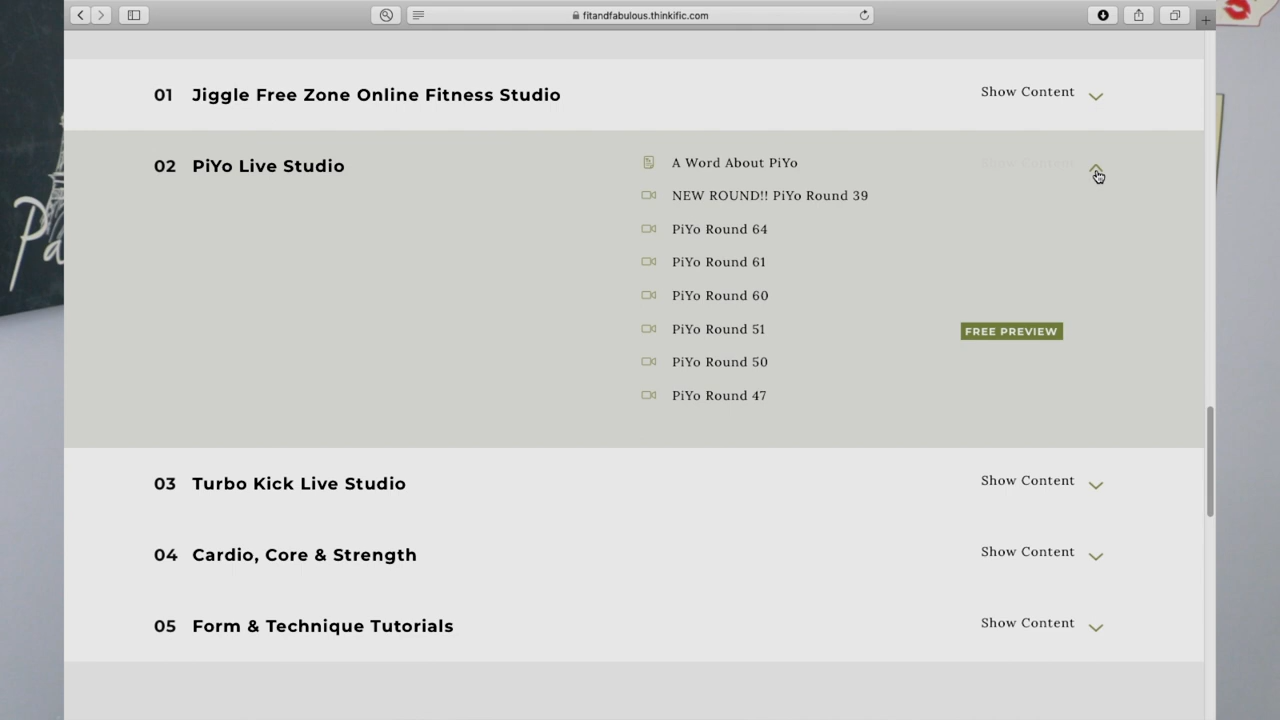 fitandfabulous.thinkific.com
01 Jiggle Free Zone Online Fitness Studio Show Content
02 PiYo Live Studio A Word About PiYo Show Content
NEW ROUND!! PiYo Round 39
PiYo Round 64
PiYo Round 61
PiYo Round 60
PiYo Round 51 FREE PREVIEW
PiYo Round 50
PiYo Round 47
03 Turbo Kick Live Studio Show Content
04 Cardio, Core & Strength Show Content
05 Form & Technique Tutorials Show Content